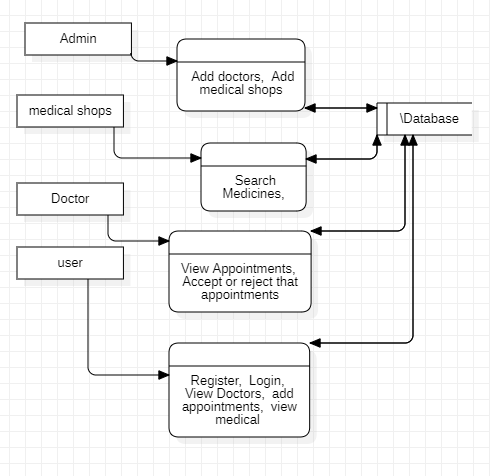 Admin
Add doctors, Add
medical shops
medical shops
\Database
Search
Medicines,
Doctor
View Appointments,
Accept or reject that
appointments
user
Register, Login,
View Doctors, add
appointments, view
medical